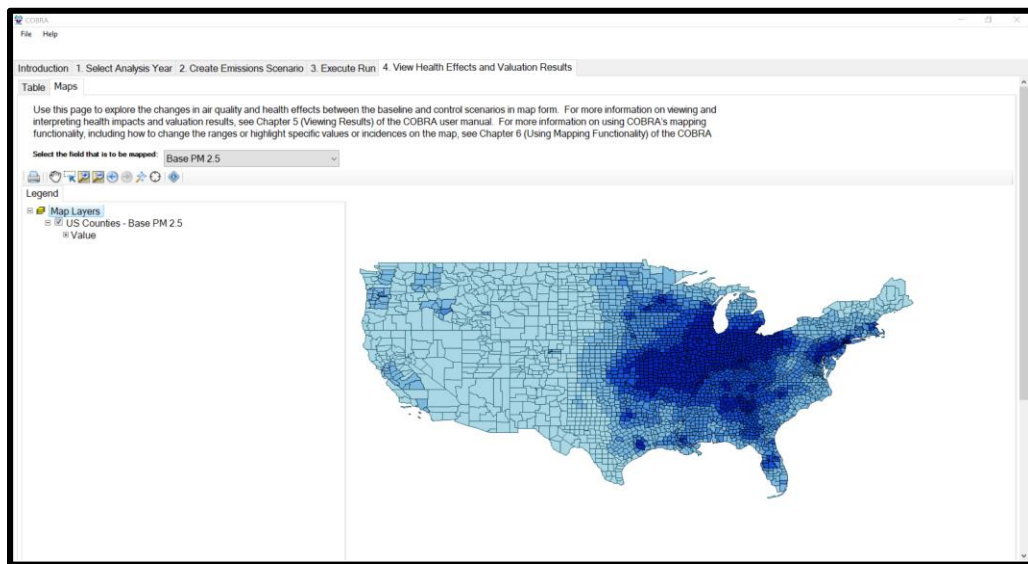 COBRA
File Help
Introduction 1. Select Analysis Year 2. Create Emissions Scenario 3. Execute Run 4. View Health Effects and Valuation Results
Table Maps
Use this page to explore the changes in air quality and health effects between the baseline and control scenarios in map form. For more information on viewing and
interpreting health impacts and valuation results, see Chapter 5 (Viewing Results) of the COBRA user manual. For more information on using COBRA's mapping
functionality, including how to change the ranges or highlight specific values or incidences on the map, see Chapter 6 (Using Mapping Functionality) of the COBRA
Select the field that is to be mapped: Base PM 2.5
Legend
Map Layers
US Counties - Base PM 2.5
Value